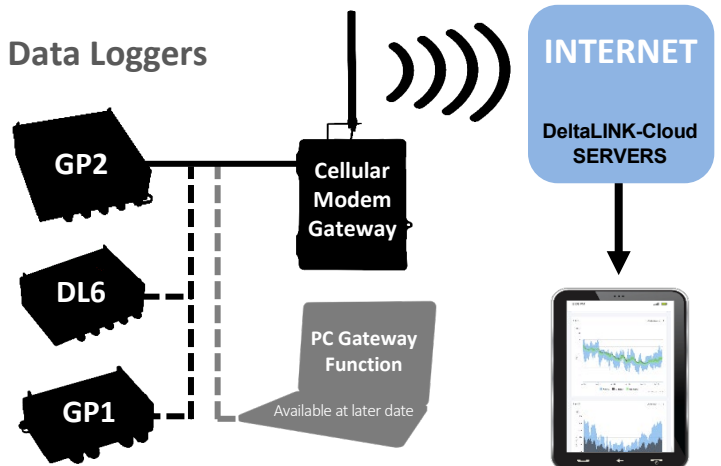 Data Loggers
GP2
DL6
GP1
Cellular
Modem
Gateway
PC Gateway
Function
Available at later date
INTERNET
DeltaLINK-Cloud
SERVERS